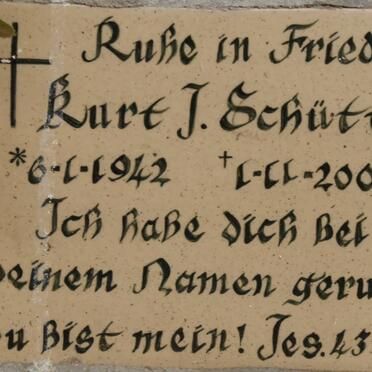 Ruhe in Fried
Kurt J. Schütt
*6-1-1942 †1-11-200
Ich habe dich bei
deinem Namen geru
u bist mein! Jes. 43.